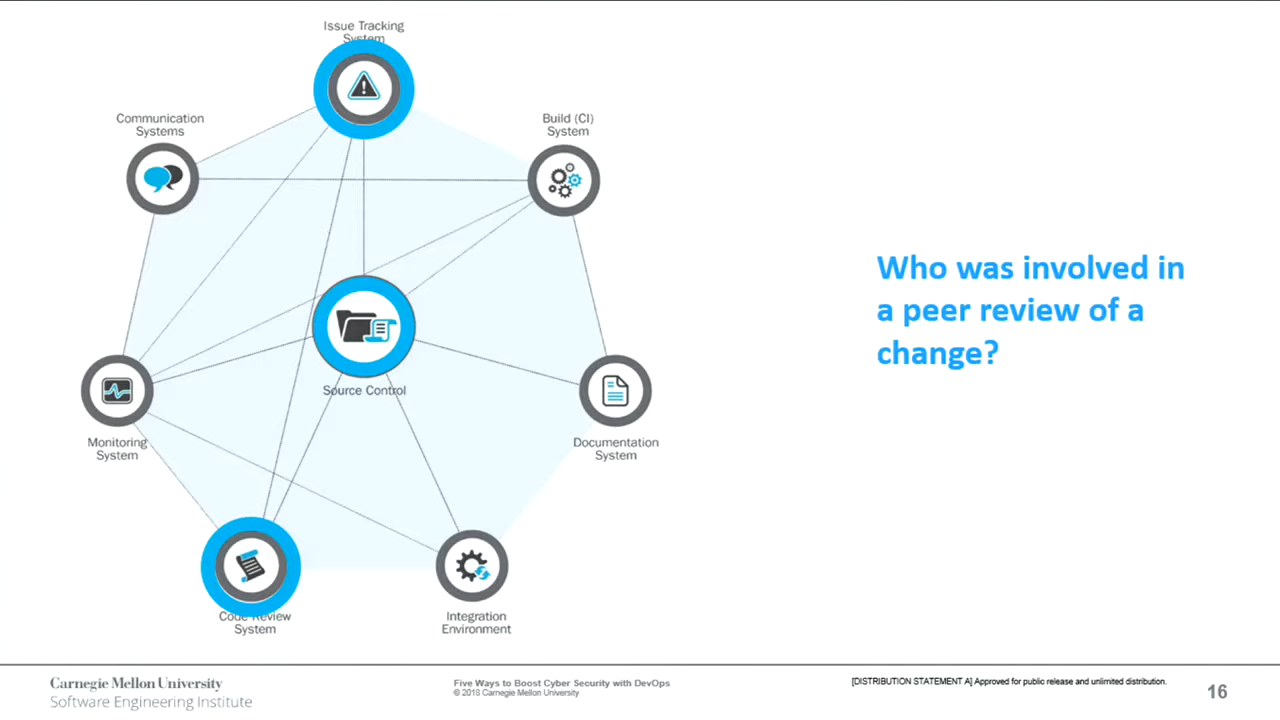 Issue Tracking
System
Communication
Systems
Build (CI)
System
Who was involved in
a peer review of a
change?
Source Control
Monitoring
System
Documentation
System
Code Review
System
Integration
Environment
Carnegie Mellon University
Software Engineering Institute
Five Ways to Boost Cyber Security with DevOps
© 2018 Carnegie Mellon University
[DISTRIBUTION STATEMENT A] Approved for public release and unlimited distribution.
16